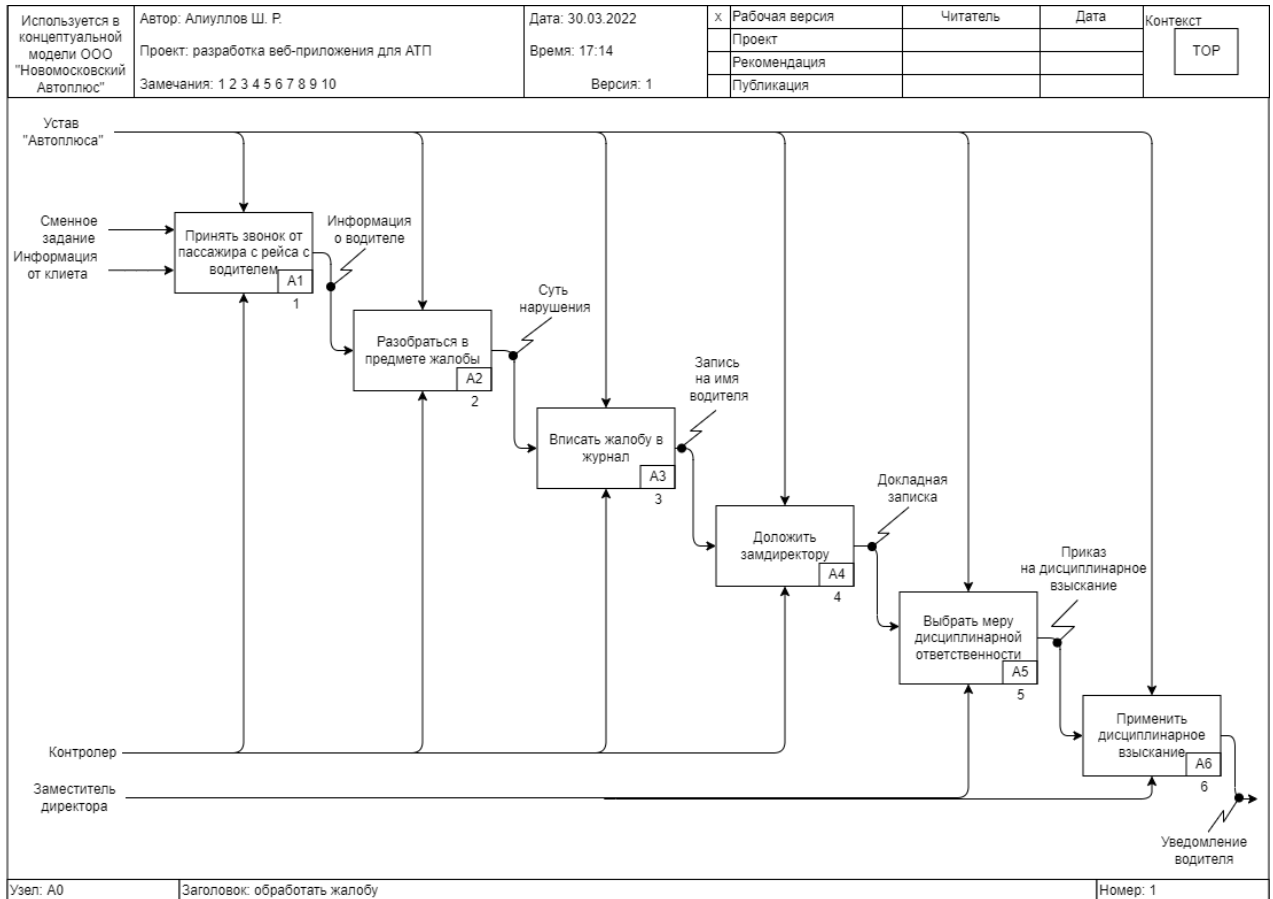 Используется в
концептуальной
модели ООО
"Новомосковский
Автоплюс"
Автор: Алиуллов Ш. Р.
Проект: разработка веб-приложения для АТП
Замечания: 1 2 3 4 5 6 7 8 9 10
Дата: 30.03.2022
Время: 17:14
Версия: 1
x Рабочая версия
Проект
Рекомендация
Публикация
Читатель
Дата
Контекст
TOP
Устав
"Автоплюса"
Сменное
задание
Информация
от клиета
Принять звонок от
пассажира с рейса с
водителем
A1
1
Информация
о водителе
Разобраться в
предмете жалобы
A2
2
Суть
нарушения
Вписать жалобу в
журнал
A3
3
Запись
на имя
водителя
Доложить
замдиректору
A4
4
Докладная
записка
Выбрать меру
дисциплинарной
ответственности
A5
5
Приказ
на дисциплинарное
взыскание
Применить
дисциплинарное
взыскание
A6
6
Контролер
Заместитель
директора
Уведомление
водителя
Узел: A0
Заголовок: обработать жалобу
Номер: 1